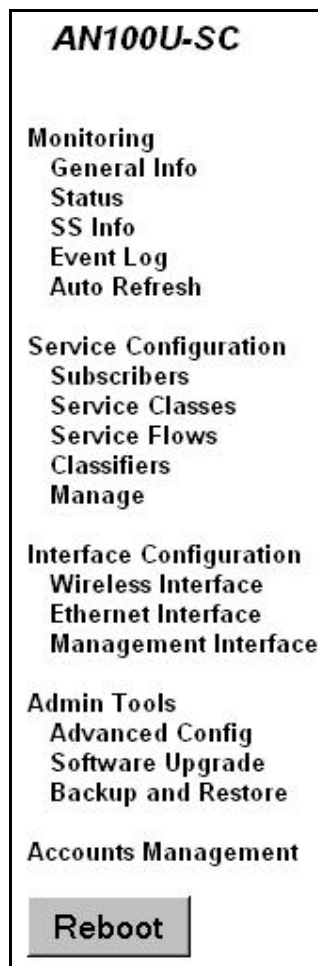 AN100U-SC
Monitoring
General Info
Status
SS Info
Event Log
Auto Refresh
Service Configuration
Subscribers
Service Classes
Service Flows
Classifiers
Manage
Interface Configuration
Wireless Interface
Ethernet Interface
Management Interface
Admin Tools
Advanced Config
Software Upgrade
Backup and Restore
Accounts Management
Reboot